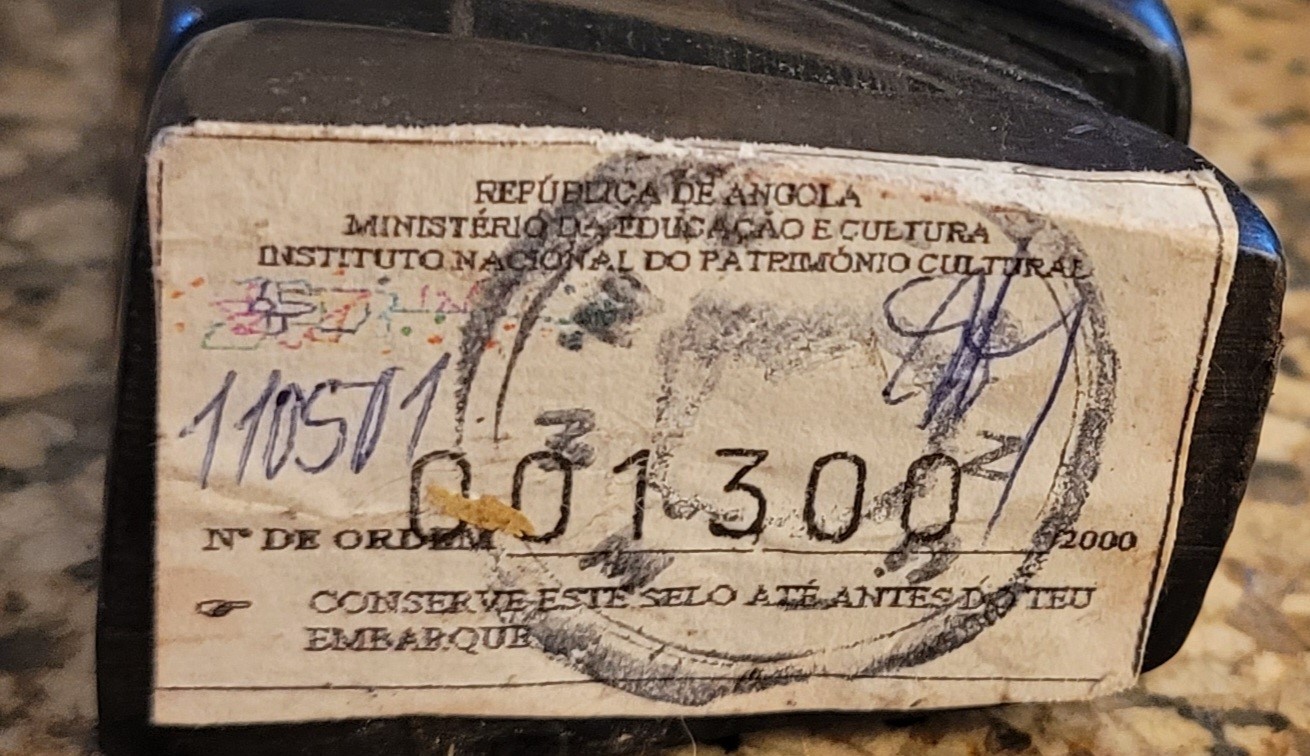 REPÚBLICA DE ANGOLA
MINISTÉRIO DA EDUCAÇÃO E CULTURA
INSTITUTO NACIONAL DO PATRIMÓNIO CULTURAL
110501
001300
Nº DE ORDEM /2000
☞ CONSERVE ESTE SELO ATÉ ANTES DO TEU
EMBARQUE